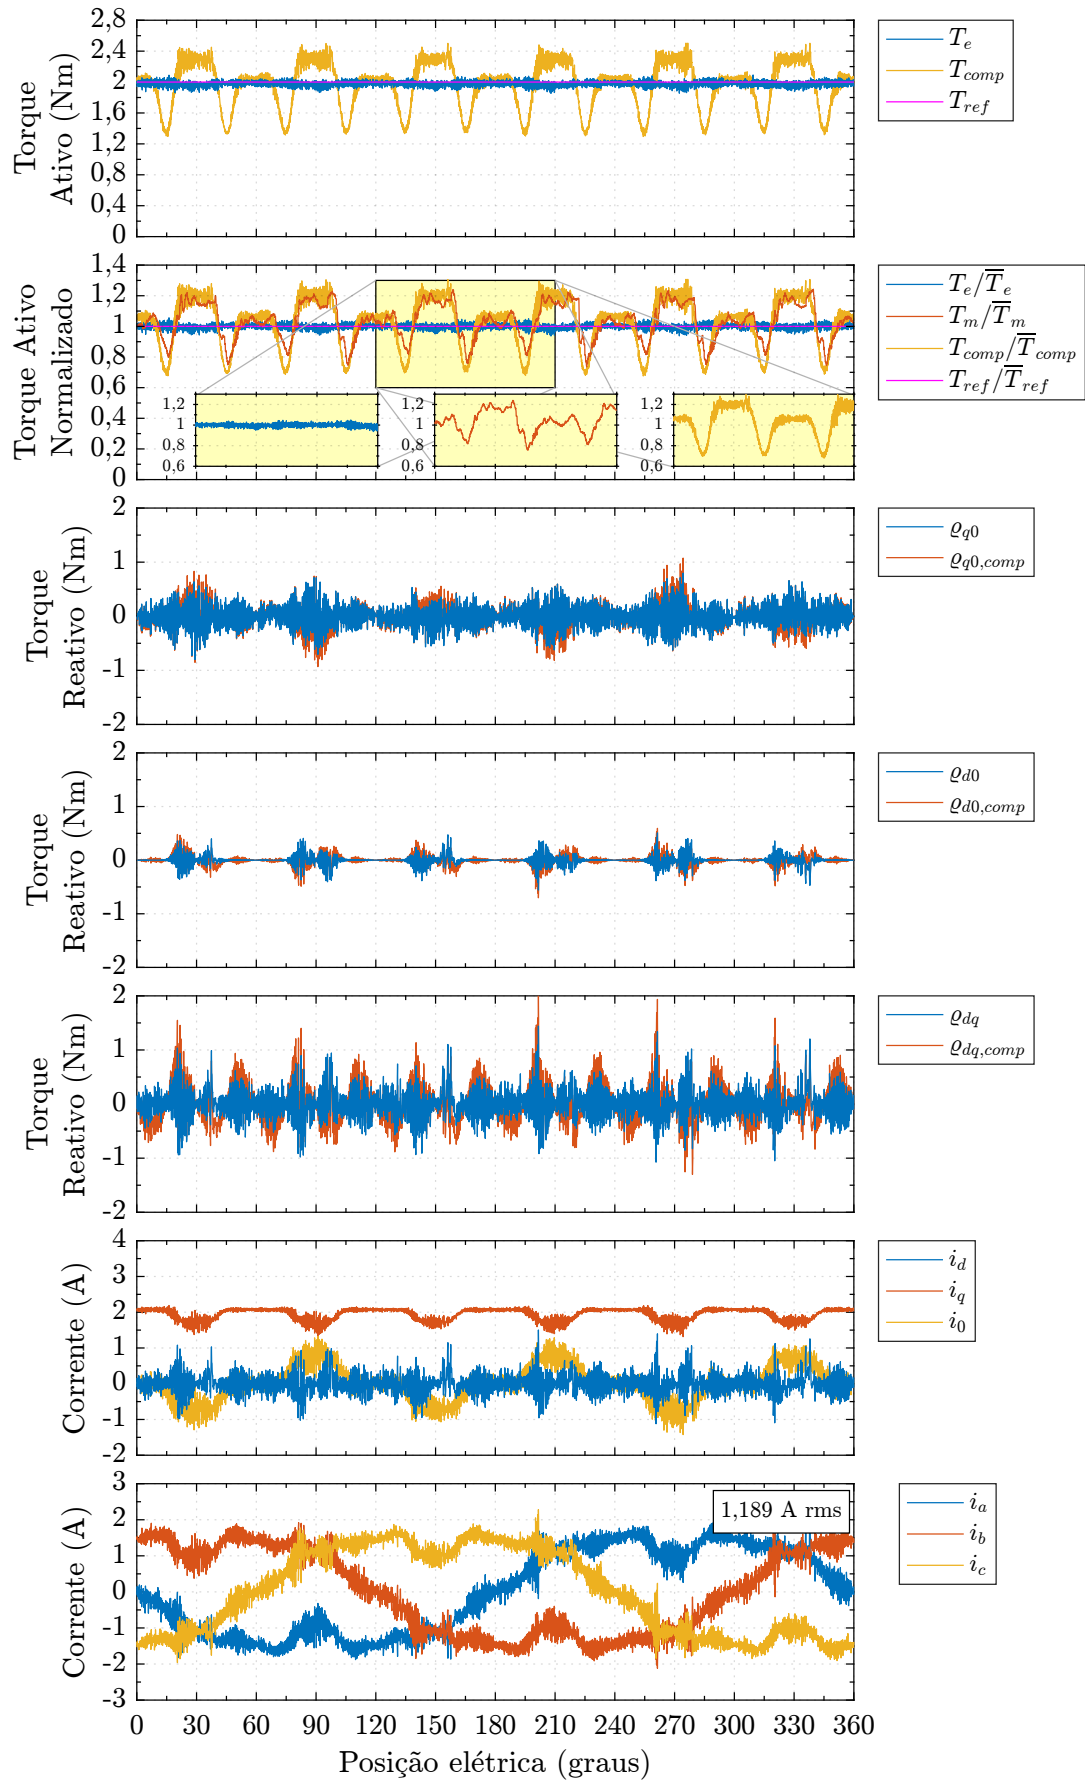 2,8
2,4
2
1,6
1,2
0,8
0,4
0
Torque
Ativo (Nm)
T_e
T_comp
T_ref
1,4
1,2
1
0,8
0,6
0,4
0,2
0
Torque Ativo
Normalizado
1,2
1
0,8
0,6
1,2
1
0,8
0,6
1,2
1
0,8
0,6
T_e/T̅_e
T_m/T̅_m
T_comp/T̅_comp
T_ref/T̅_ref
2
1
0
-1
-2
Torque
Reativo (Nm)
ϱ_q0
ϱ_q0,comp
2
1
0
-1
-2
Torque
Reativo (Nm)
ϱ_d0
ϱ_d0,comp
2
1
0
-1
-2
Torque
Reativo (Nm)
ϱ_dq
ϱ_dq,comp
4
3
2
1
0
-1
-2
Corrente (A)
i_d
i_q
i_0
3
2
1
0
-1
-2
-3
Corrente (A)
1,189 A rms
i_a
i_b
i_c
0 30 60 90 120 150 180 210 240 270 300 330 360
Posição elétrica (graus)